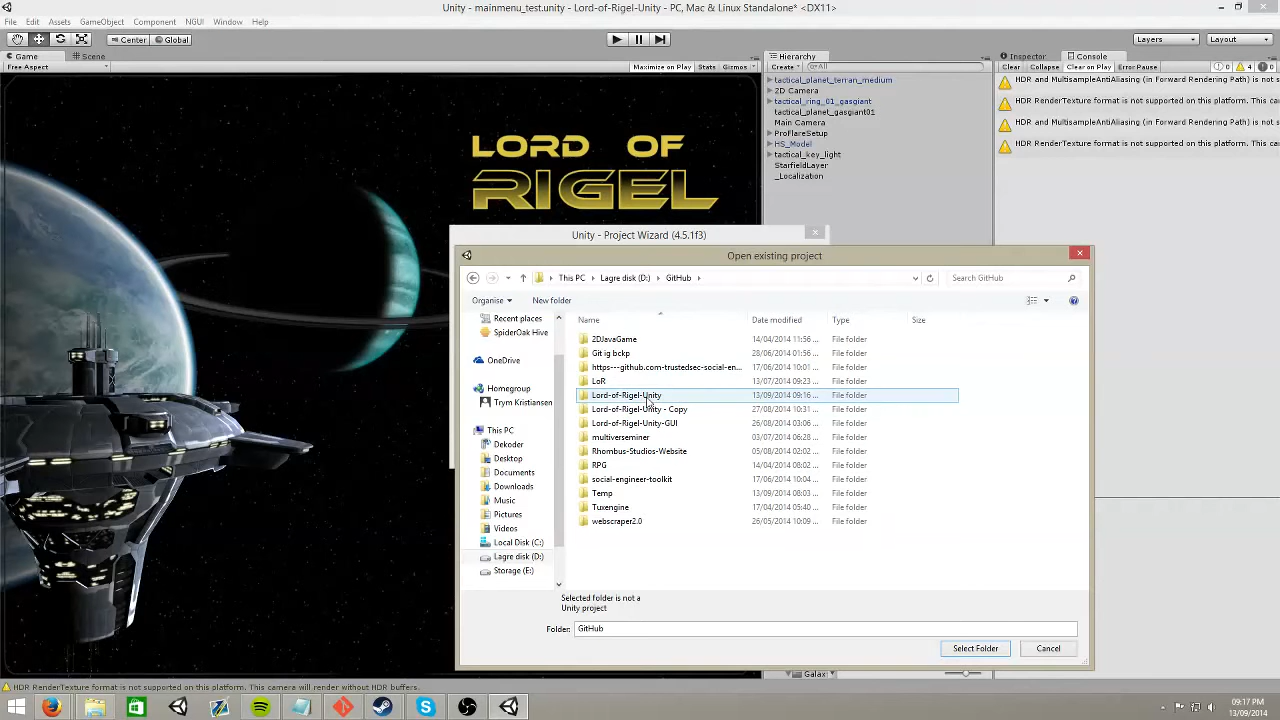 Unity - mainmenu_test.unity - Lord-of-Rigel-Unity - PC, Mac & Linux Standalone* <DX11>
File Edit Assets GameObject Component NGUI Window Help
Center Global Layers Layout
Game Scene Hierarchy Inspector Console
Free Aspect Maximize on Play Stats Gizmos Create All Clear Collapse Clear on Play Error Pause 0 4 0
tactical_planet_terran_medium
2D Camera
tactical_ring_01_gasgiant
tactical_planet_gasgiant01
Main Camera
ProFlareSetup
HS_Model
tactical_key_light
StarfieldLayer
_Localization
HDR and MultisampleAntiAliasing (in Forward Rendering Path) is not s
HDR RenderTexture format is not supported on this platform. This ca
HDR and MultisampleAntiAliasing (in Forward Rendering Path) is not s
HDR RenderTexture format is not supported on this platform. This ca
LORD OF
RIGEL
Unity - Project Wizard (4.5.1f3)
Open existing project
This PC Lagre disk (D:) GitHub Search GitHub
Organise New folder
Name Date modified Type Size
Recent places
SpiderOak Hive
OneDrive
Homegroup
Trym Kristiansen
This PC
Dekoder
Desktop
Documents
Downloads
Music
Pictures
Videos
Local Disk (C:)
Lagre disk (D:)
Storage (E:)
2DJavaGame 14/04/2014 11:56 ... File folder
Git ig bckp 28/06/2014 01:56 ... File folder
https---github.com-trustedsec-social-en... 17/06/2014 10:01 ... File folder
LoR 13/07/2014 09:23 ... File folder
Lord-of-Rigel-Unity 13/09/2014 09:16 ... File folder
Lord-of-Rigel-Unity - Copy 27/08/2014 10:31 ... File folder
Lord-of-Rigel-Unity-GUI 26/08/2014 03:06 ... File folder
multiverseminer 03/07/2014 06:28 ... File folder
Rhombus-Studios-Website 05/08/2014 02:02 ... File folder
RPG 14/04/2014 08:02 ... File folder
social-engineer-toolkit 17/06/2014 10:04 ... File folder
Temp 13/09/2014 08:03 ... File folder
Tuxengine 17/04/2014 05:40 ... File folder
webscraper2.0 26/05/2014 10:09 ... File folder
Selected folder is not a
Unity project
Folder: GitHub
Select Folder Cancel
Galax
HDR RenderTexture format is not supported on this platform. This camera will render without HDR buffers.
09:17 PM
13/09/2014